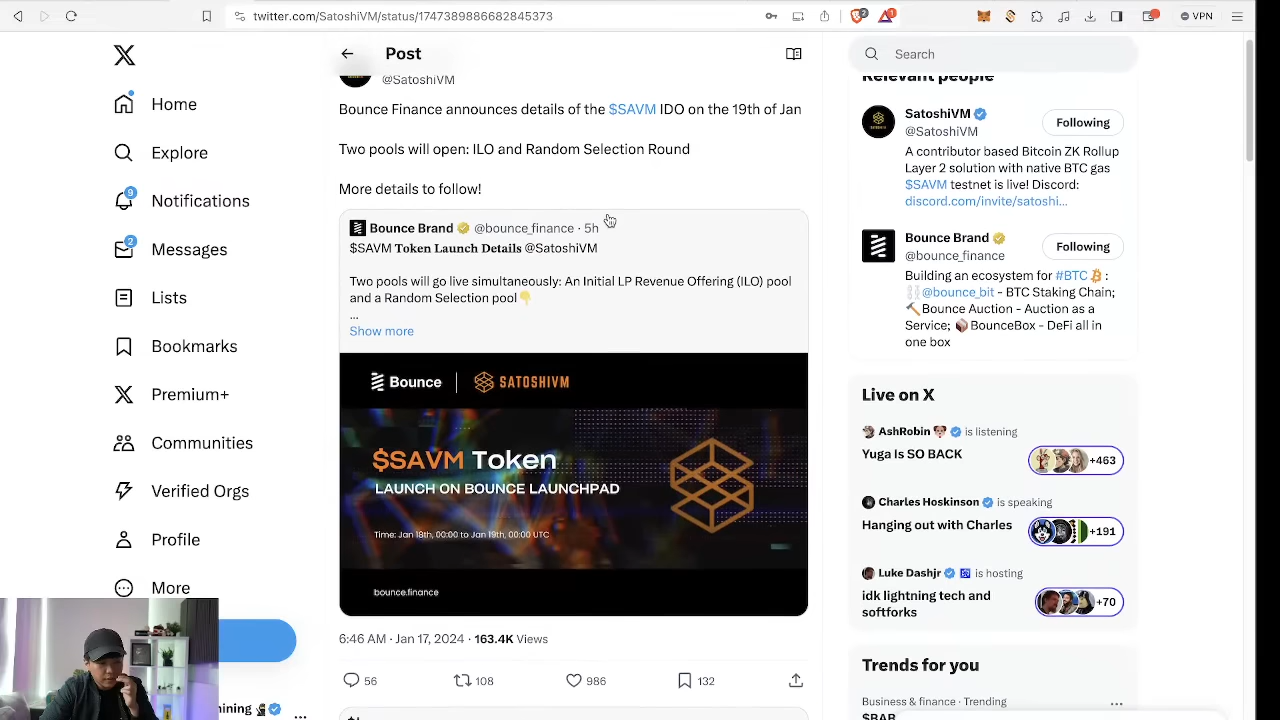 twitter.com/SatoshiVM/status/1747389886682845373
2
1
VPN
Home
Explore
9
Notifications
2
Messages
Lists
Bookmarks
Premium+
Communities
Verified Orgs
Profile
More
Post
@SatoshiVM
Bounce Finance announces details of the $SAVM IDO on the 19th of Jan
Two pools will open: ILO and Random Selection Round
More details to follow!
Bounce Brand @bounce_finance · 5h
$SAVM Token Launch Details @SatoshiVM
Two pools will go live simultaneously: An Initial LP Revenue Offering (ILO) pool
and a Random Selection pool👇
...
Show more
Bounce | SATOSHIVM
$SAVM Token
LAUNCH ON BOUNCE LAUNCHPAD
Time: Jan 18th, 00:00 to Jan 19th, 00:00 UTC
bounce.finance
6:46 AM · Jan 17, 2024 · 163.4K Views
56
108
986
132
Search
Relevant people
SatoshiVM
@SatoshiVM
Following
A contributor based Bitcoin ZK Rollup
Layer 2 solution with native BTC gas
$SAVM testnet is live! Discord:
discord.com/invite/satoshi...
Bounce Brand
@bounce_finance
Following
Building an ecosystem for #BTC :
@bounce_bit - BTC Staking Chain;
Bounce Auction - Auction as a
Service; BounceBox - DeFi all in
one box
Live on X
AshRobin is listening
Yuga Is SO BACK
+463
Charles Hoskinson is speaking
Hanging out with Charles
+191
Luke Dashjr is hosting
idk lightning tech and
softforks
+70
Trends for you
Business & finance · Trending